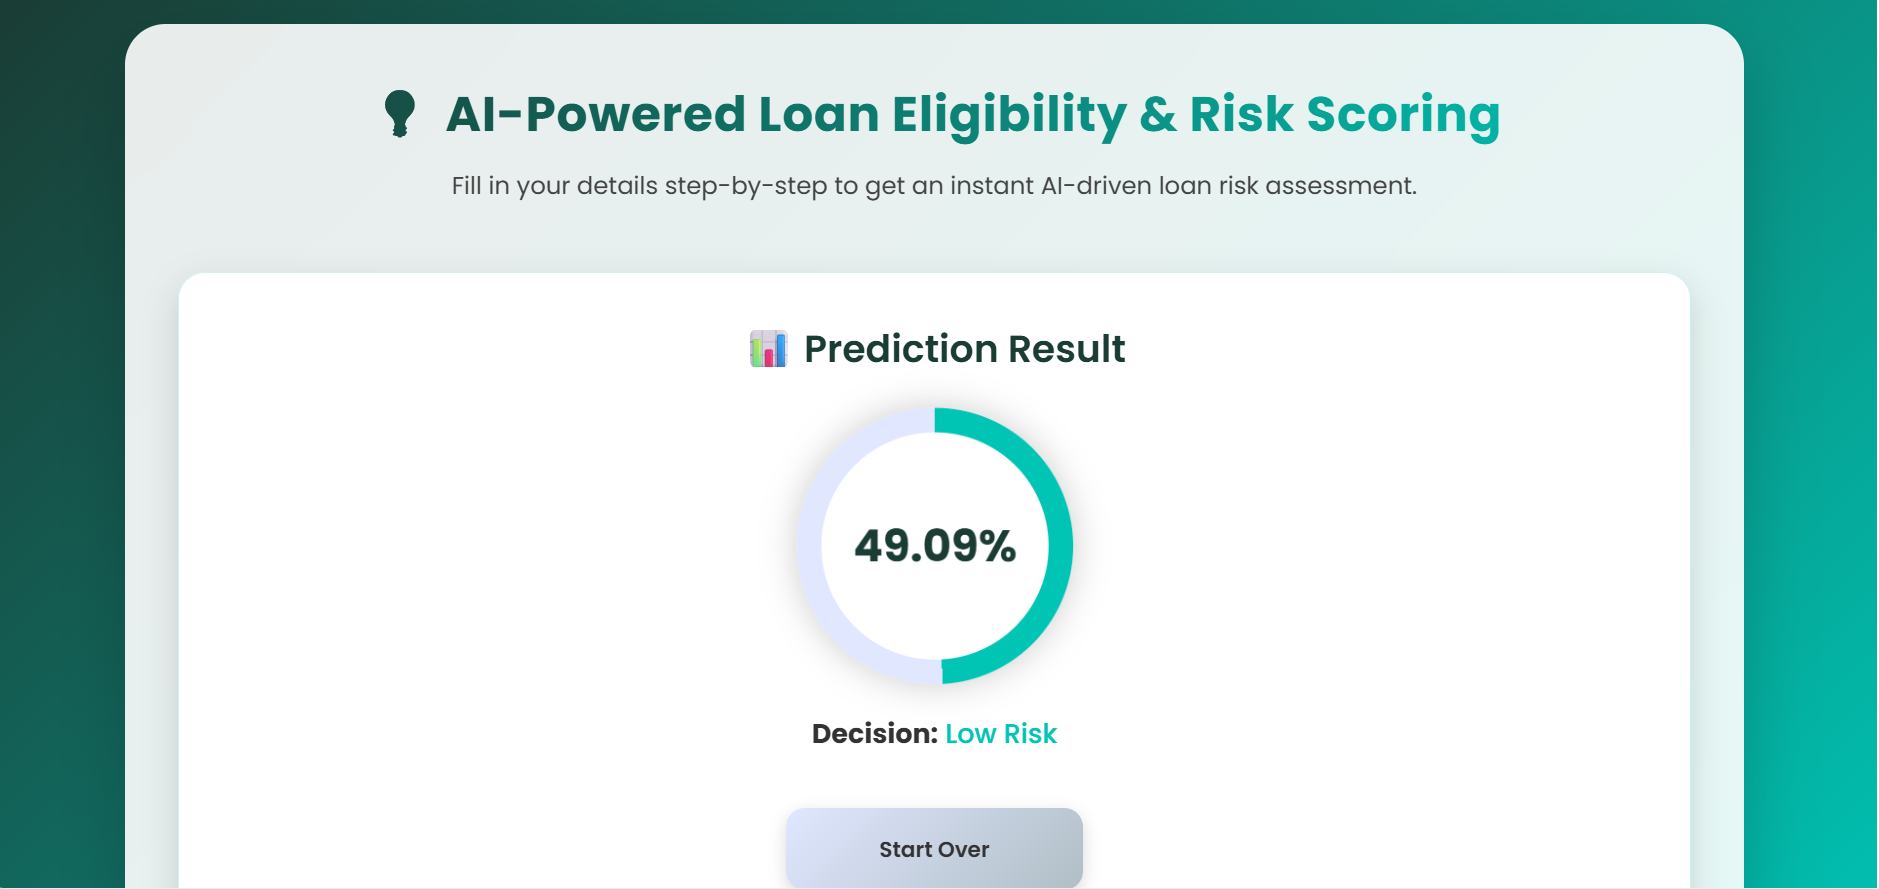 AI-Powered Loan Eligibility & Risk Scoring
Fill in your details step-by-step to get an instant AI-driven loan risk assessment.
Prediction Result
49.09%
Decision: Low Risk
Start Over